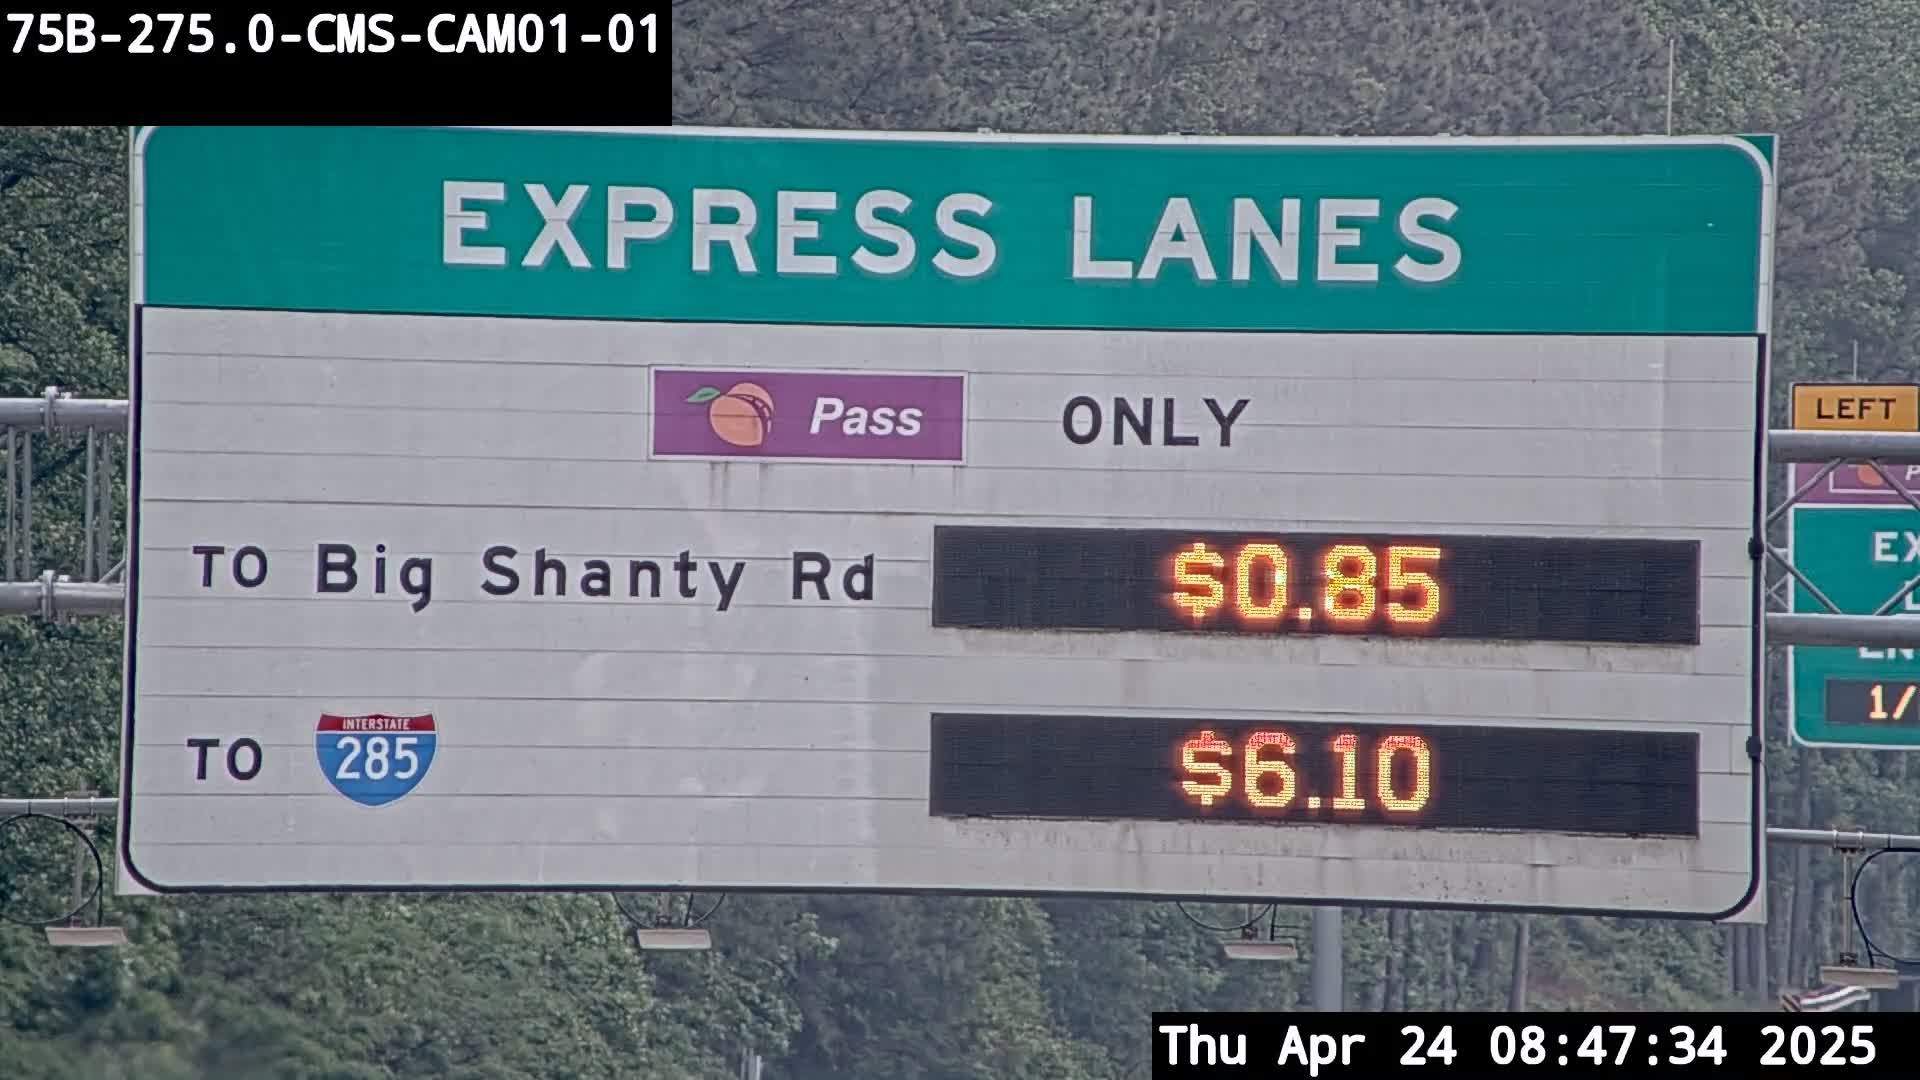 75B-275.0-CMS-CAM01-01
EXPRESS LANES
Pass ONLY
LEFT
TO Big Shanty Rd $0.85
TO INTERSTATE 285 $6.10
1/
Thu Apr 24 08:47:34 2025